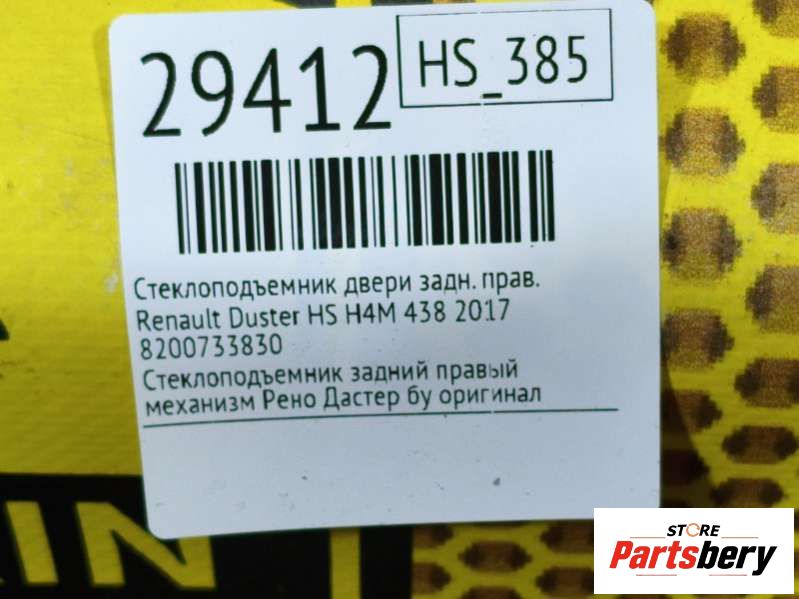 29412
HS_385
Стеклоподъемник двери задн. прав.
Renault Duster HS H4M 438 2017
8200733830
Стеклоподъемник задний правый
механизм Рено Дастер бу оригинал
STORE
Partsbery